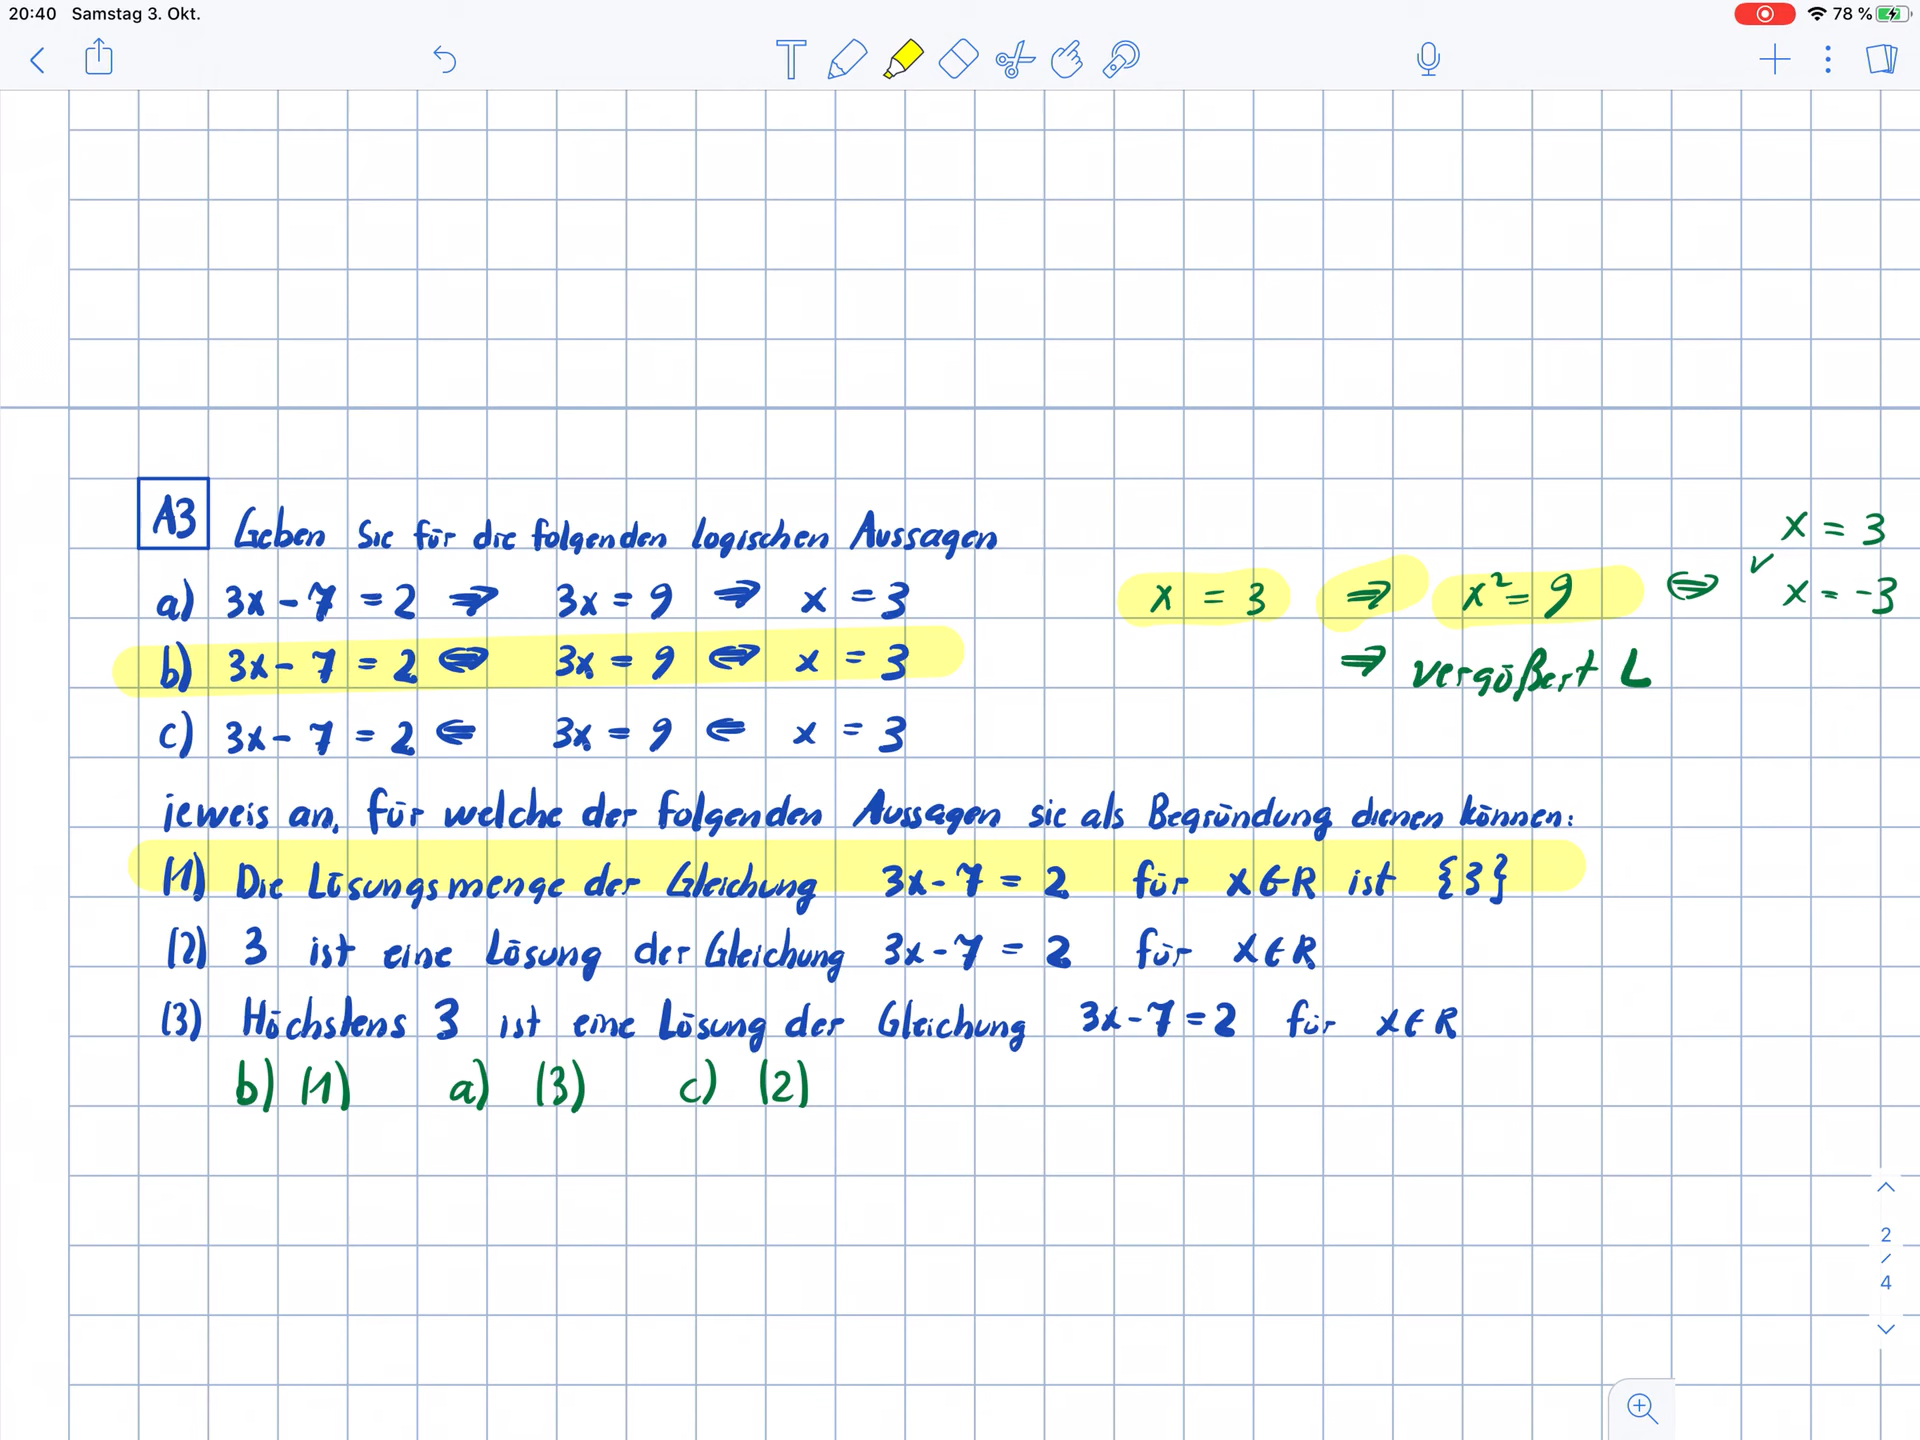 20:40 Samstag 3. Okt.
78 %
A3 Geben Sie für die folgenden logischen Aussagen
a) 3x - 7 = 2 ⇒ 3x = 9 ⇒ x = 3
b) 3x - 7 = 2 ⇔ 3x = 9 ⇔ x = 3
c) 3x - 7 = 2 ⇐ 3x = 9 ⇐ x = 3
x = 3 ⇒ x² = 9 ⇔ x = 3
∨ x = -3
⇒ vergößert L
jeweis an, für welche der folgenden Aussagen sie als Begründung dienen können:
(1) Die Lösungsmenge der Gleichung 3x - 7 = 2 für x ∈ R ist {3}
(2) 3 ist eine Lösung der Gleichung 3x - 7 = 2 für x ∈ R
(3) Höchstens 3 ist eine Lösung der Gleichung 3x - 7 = 2 für x ∈ R
b) (1) a) (3) c) (2)
2
/
4